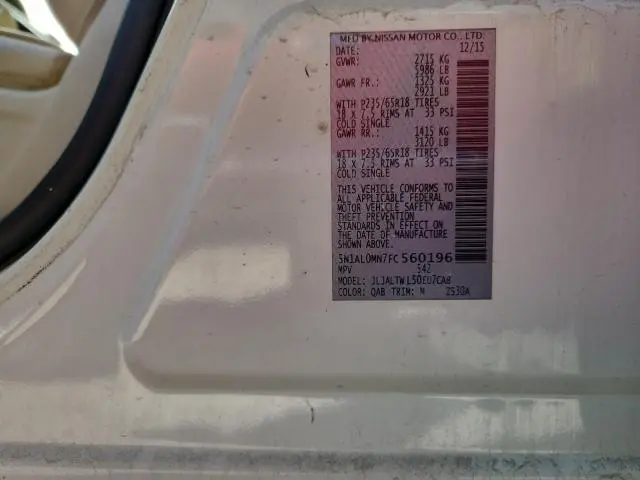 MFD BY NISSAN MOTOR CO., LTD.
DATE: 12/15
GVWR: 2715 KG
5986 LB
GAWR FR.: 1325 KG
2921 LB
WITH P235/65R18 TIRES
18 X 7.5 RIMS AT 33 PSI
COLD SINGLE
GAWR RR.: 1415 KG
3120 LB
WITH P235/65R18 TIRES
18 X 7.5 RIMS AT 33 PSI
COLD SINGLE
THIS VEHICLE CONFORMS TO
ALL APPLICABLE FEDERAL
MOTOR VEHICLE SAFETY AND
THEFT PREVENTION
STANDARDS IN EFFECT ON
DATE SHOWN ABOVE.
5N1AL0MN7FC560196
MPV S42
MODEL: JLJALTWL50EU7CAB
COLOR: QAB TRIM: M